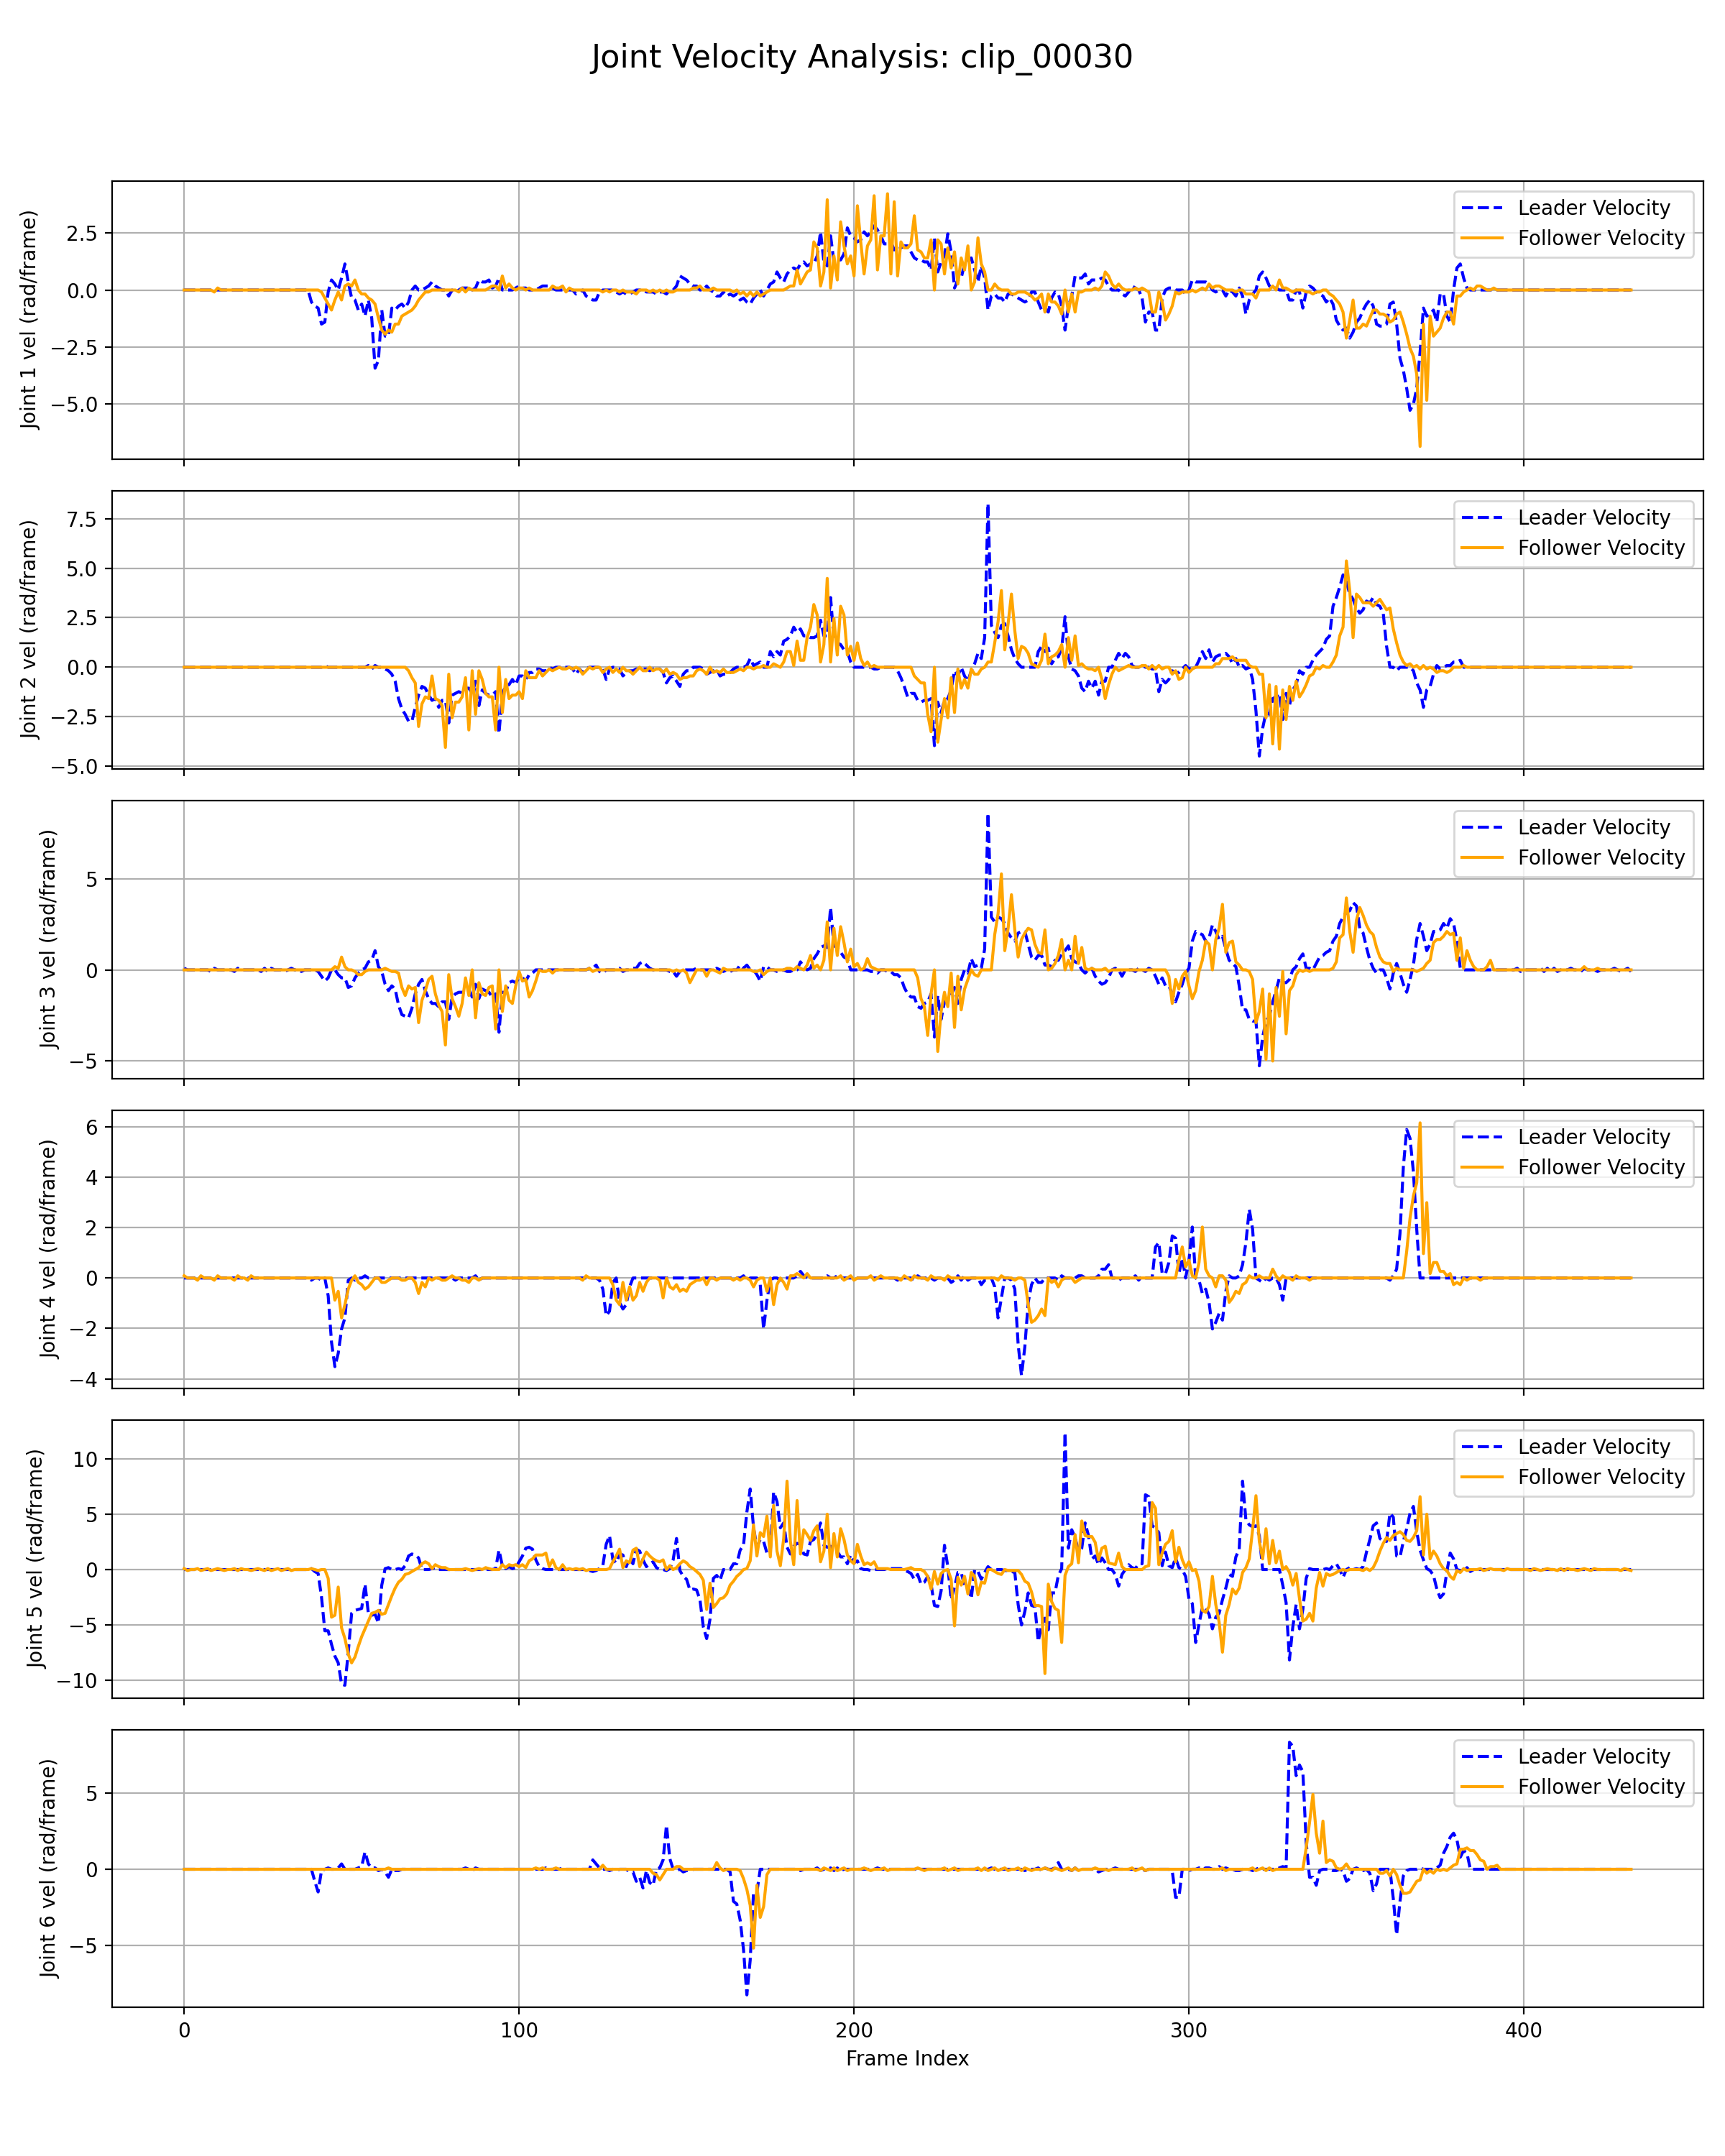 Joint Velocity Analysis: clip_00030
Joint 1 vel (rad/frame)
2.5
0.0
−2.5
−5.0
Leader Velocity
Follower Velocity
Joint 2 vel (rad/frame)
7.5
5.0
2.5
0.0
−2.5
−5.0
Leader Velocity
Follower Velocity
Joint 3 vel (rad/frame)
5
0
−5
Leader Velocity
Follower Velocity
Joint 4 vel (rad/frame)
6
4
2
0
−2
−4
Leader Velocity
Follower Velocity
Joint 5 vel (rad/frame)
10
5
0
−5
−10
Leader Velocity
Follower Velocity
Joint 6 vel (rad/frame)
5
0
−5
Leader Velocity
Follower Velocity
0 100 200 300 400
Frame Index